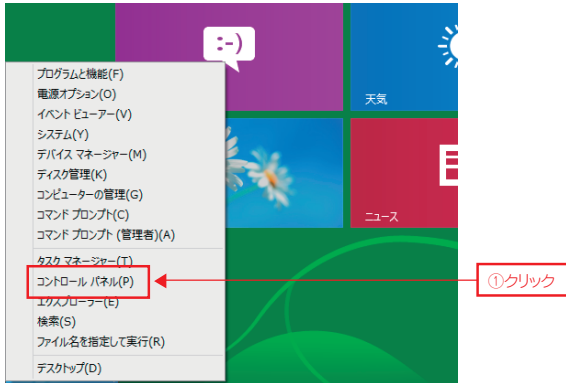 :-)
プログラムと機能(F)
電源オプション(O)
イベント ビューアー(V)
システム(Y)
デバイス マネージャー(M)
ディスク管理(K)
コンピューターの管理(G)
コマンド プロンプト(C)
コマンド プロンプト (管理者)(A)
タスク マネージャー(T)
コントロール パネル(P)
エクスプローラー(E)
検索(S)
ファイル名を指定して実行(R)
デスクトップ(D)
天気
ニュース
①クリック